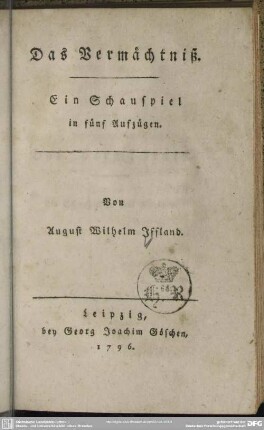 Das Vermächtniß.
Ein Schauspiel
in fünf Aufzügen.
Von
August Wilhelm Iffland.
Leipzig,
bey Georg Joachim Göschen,
1796.